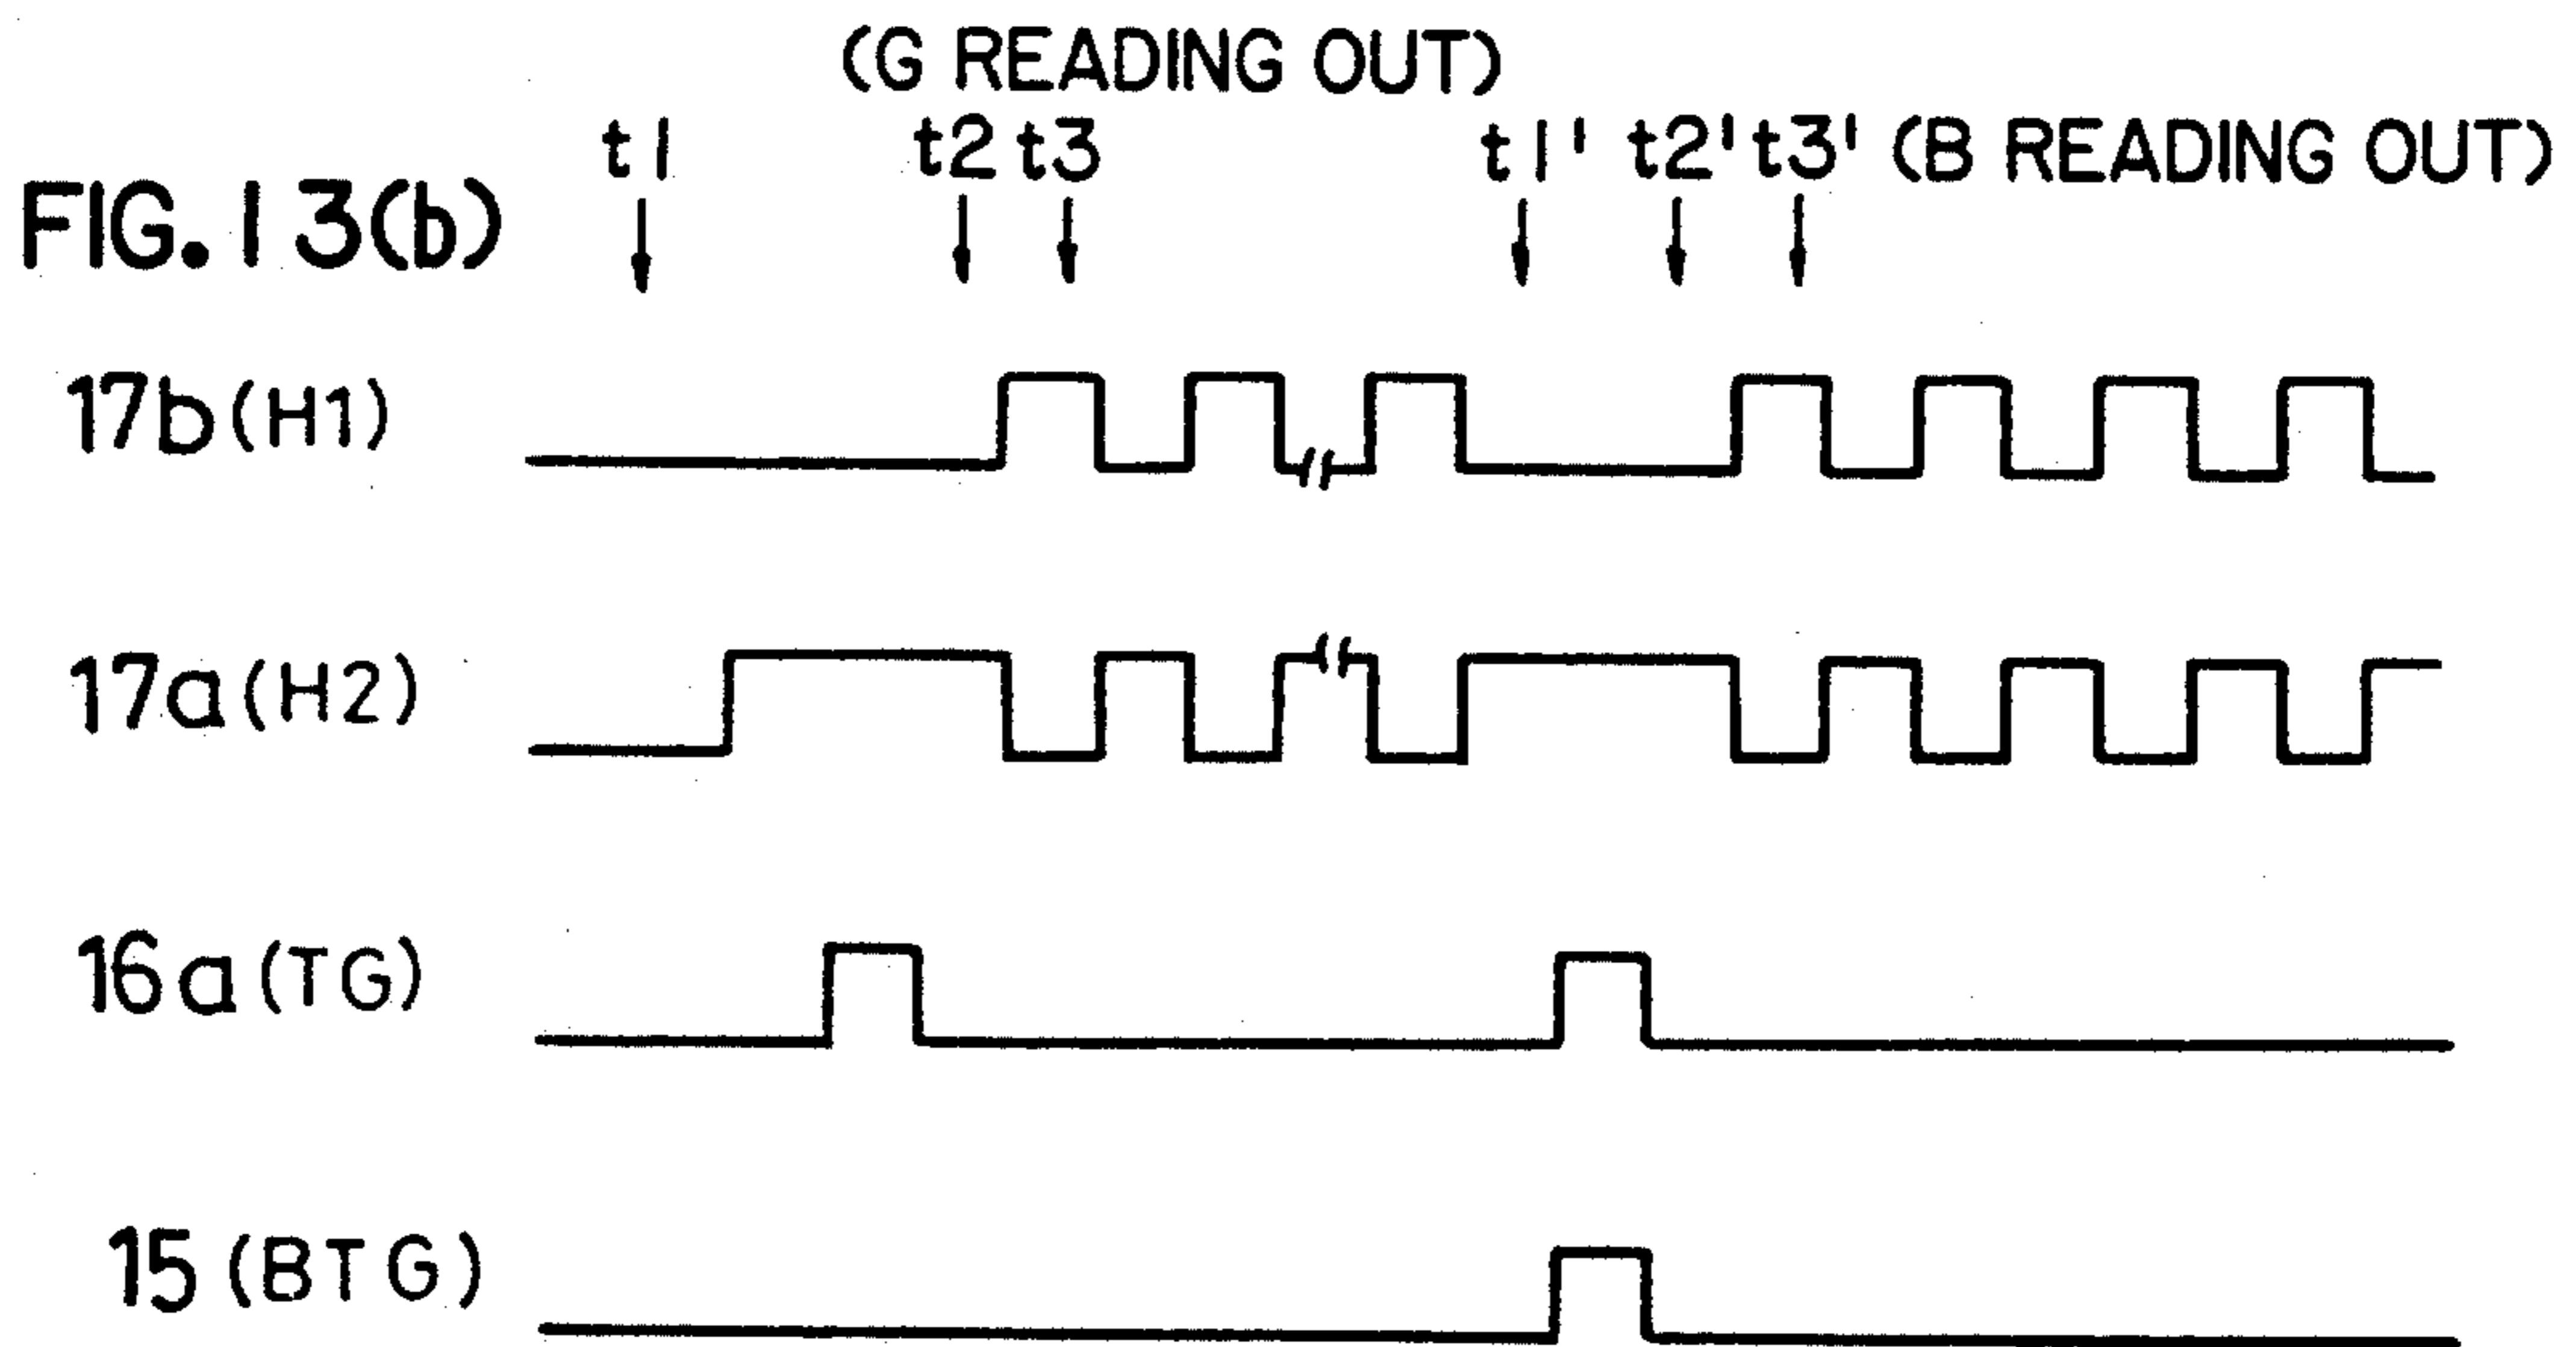 (G READING OUT)
t1 t2 t3 t1' t2' t3' (B READING OUT)
FIG. 13(b)
17b (H1)
17a (H2)
16a (TG)
15 (BTG)